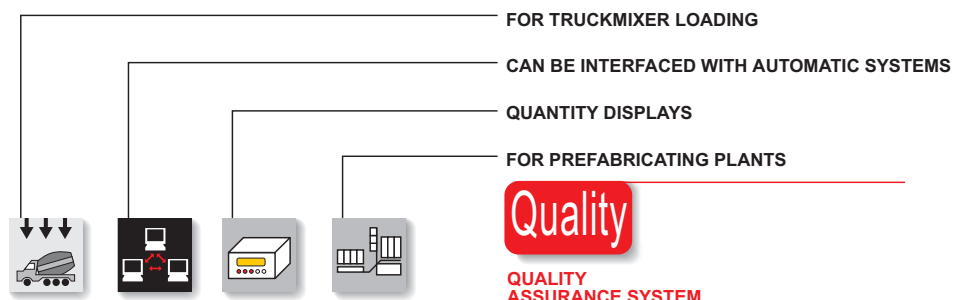 FOR TRUCKMIXER LOADING
CAN BE INTERFACED WITH AUTOMATIC SYSTEMS
QUANTITY DISPLAYS
FOR PREFABRICATING PLANTS
Quality
QUALITY
ASSURANCE SYSTEM